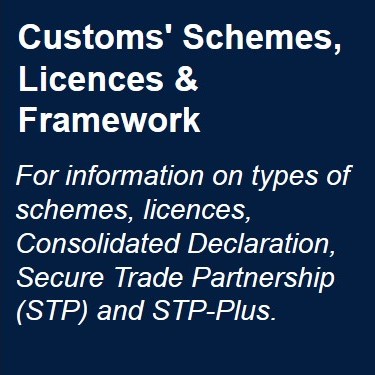 Customs' Schemes,
Licences &
Framework
For information on types of
schemes, licences,
Consolidated Declaration,
Secure Trade Partnership
(STP) and STP-Plus.